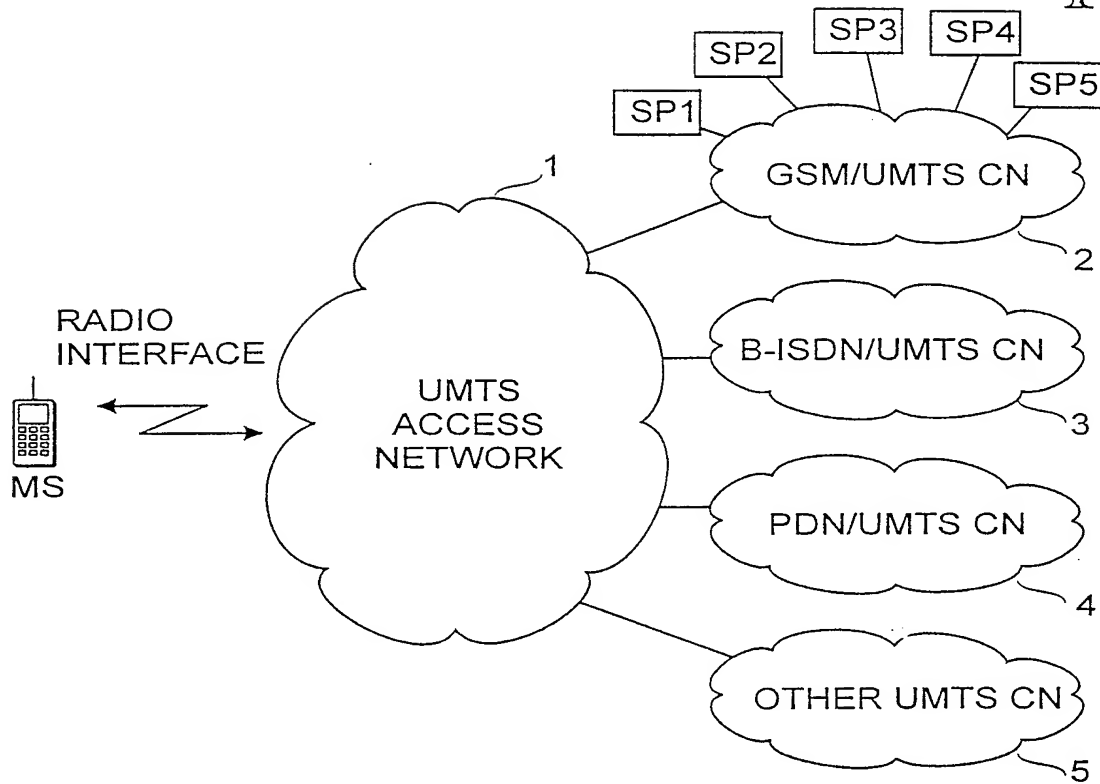 SP3
SP4
SP2
SP5
SP1
1
GSM/UMTS CN
2
RADIO
INTERFACE
B-ISDN/UMTS CN
UMTS
ACCESS
NETWORK
3
MS
PDN/UMTS CN
4
OTHER UMTS CN
5